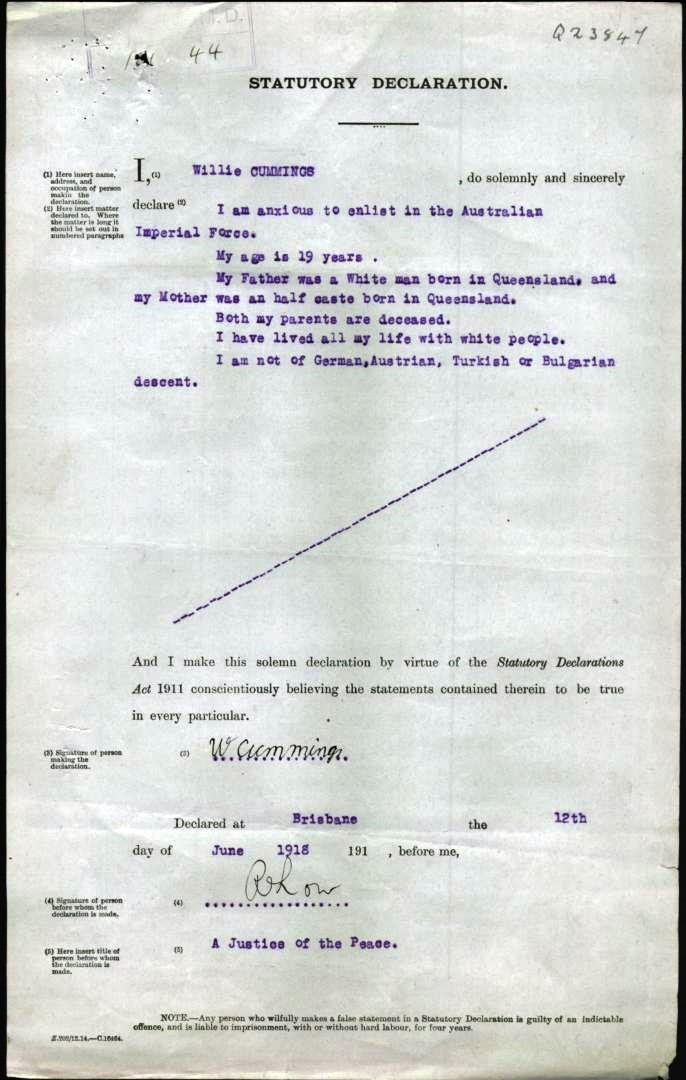 Q23847
44
STATUTORY DECLARATION.
(1) Here insert name,
address, and
occupation of person
makin the
declaration.
(2) Here insert matter
declared to. Where
the matter is long it
should be set out in
numbered paragraphs
I, (1) Willie CUMMINGS , do solemnly and sincerely
declare (2) I am anxious to enlist in the Australian
Imperial Force.
My age is 19 years .
My Father was a White man born in Queensland, and
my Mother was an half caste born in Queensland.
Both my parents are deceased.
I have lived all my life with white people.
I am not of German,Austrian, Turkish or Bulgarian
descent.
And I make this solemn declaration by virtue of the Statutory Declarations
Act 1911 conscientiously believing the statements contained therein to be true
in every particular.
(3) Signature of person
making the
declaration.
(3) W Cummings
Declared at Brisbane the 12th
day of June 1918 191 , before me,
(4) Signature of person
before whom the
declaration is made.
(4)
(5) Here insert title of
person before whom
the declaration is
made.
(5) A Justice of the Peace.
NOTE.—Any person who wilfully makes a false statement in a Statutory Declaration is guilty of an indictable
offence, and is liable to imprisonment, with or without hard labour, for four years.
C.16464.